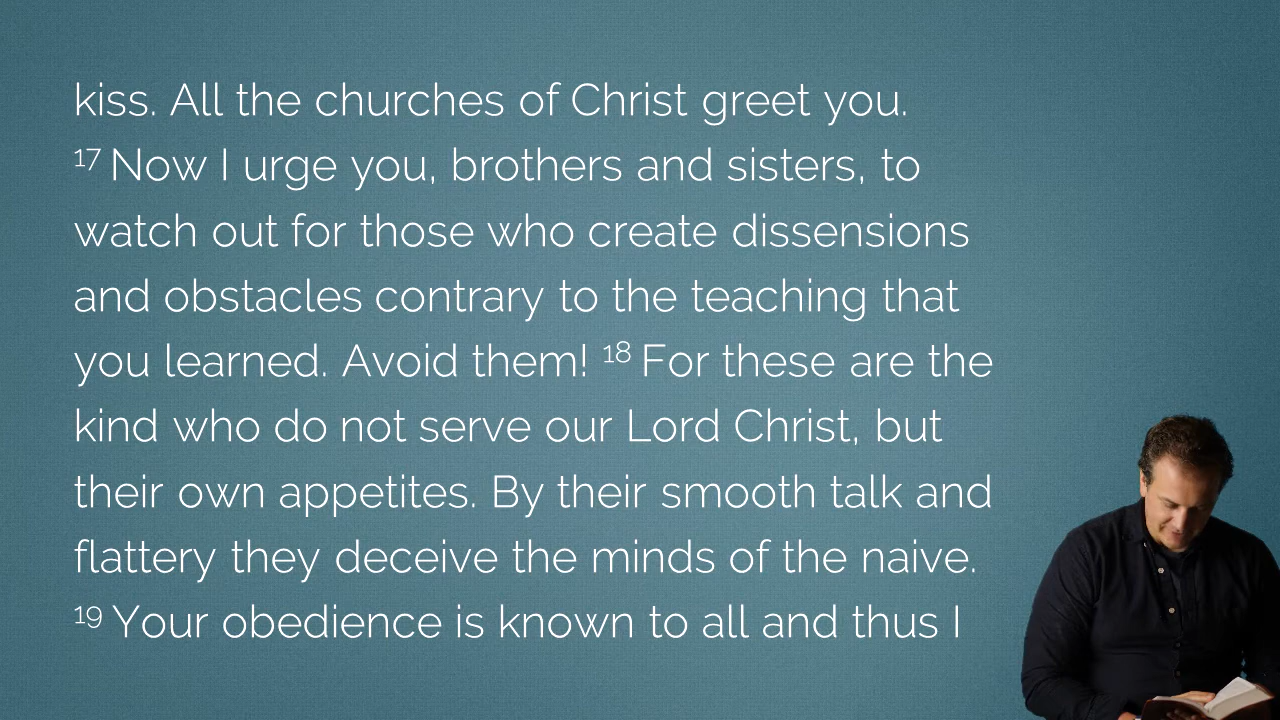 kiss. All the churches of Christ greet you.
17 Now I urge you, brothers and sisters, to
watch out for those who create dissensions
and obstacles contrary to the teaching that
you learned. Avoid them! 18 For these are the
kind who do not serve our Lord Christ, but
their own appetites. By their smooth talk and
flattery they deceive the minds of the naive.
19 Your obedience is known to all and thus I